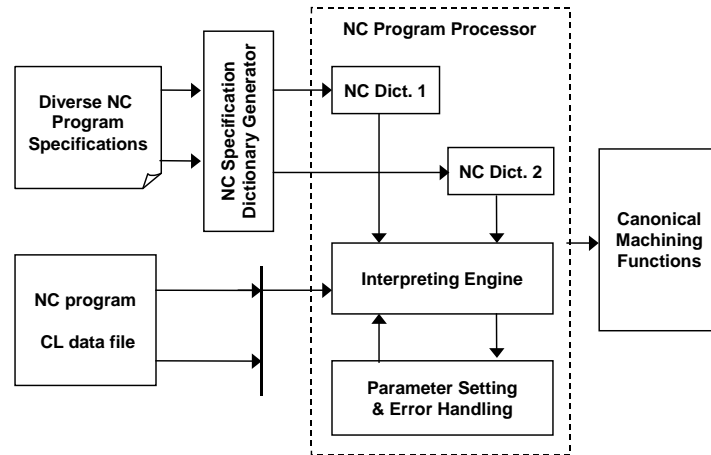 NC Program Processor
Diverse NC
Program
Specifications
NC Specification
Dictionary Generator
NC Dict. 1
NC Dict. 2
Canonical
Machining
Functions
Interpreting Engine
NC program
CL data file
Parameter Setting
& Error Handling